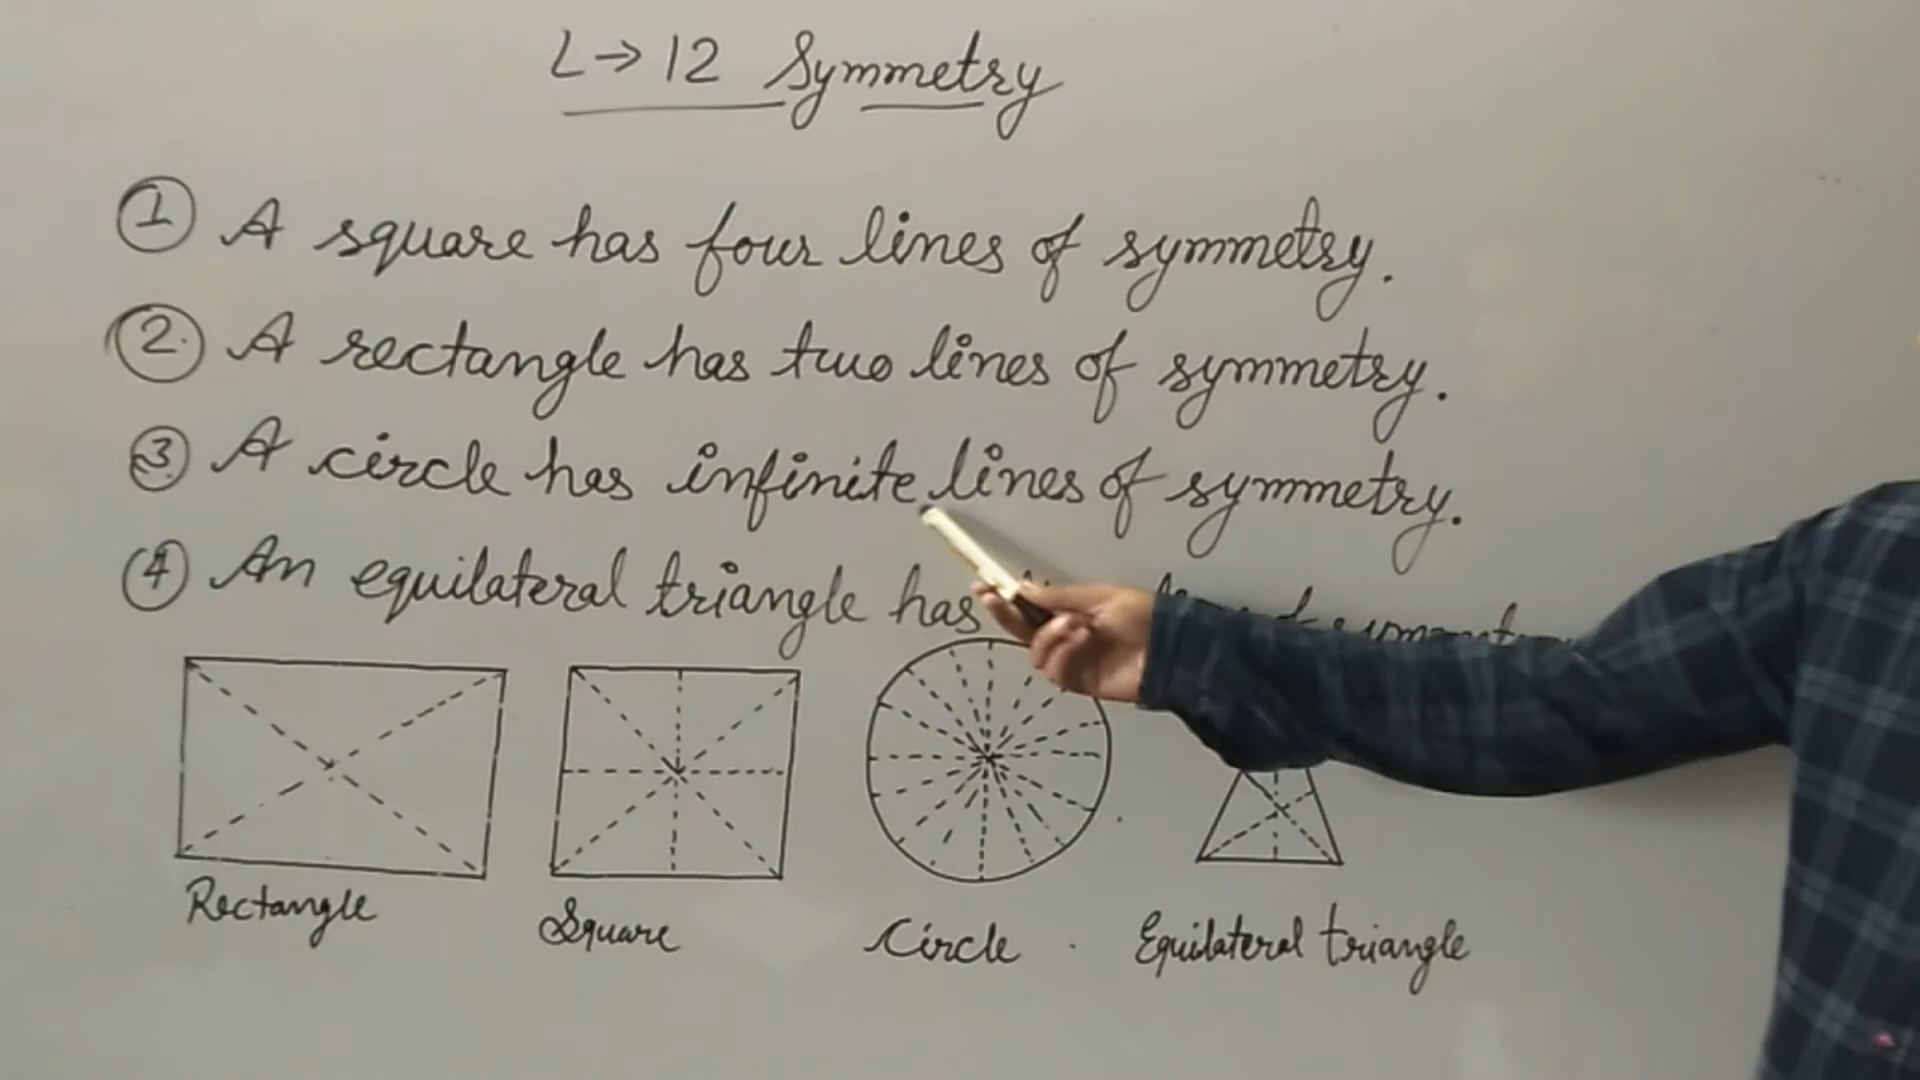 L→12 Symmetry
1 A square has four lines of symmetry.
2. A rectangle has two lines of symmetry.
3. A circle has infinite lines of symmetry.
4 An equilateral triangle has of
Rectangle
Square
Circle
Equilateral triangle